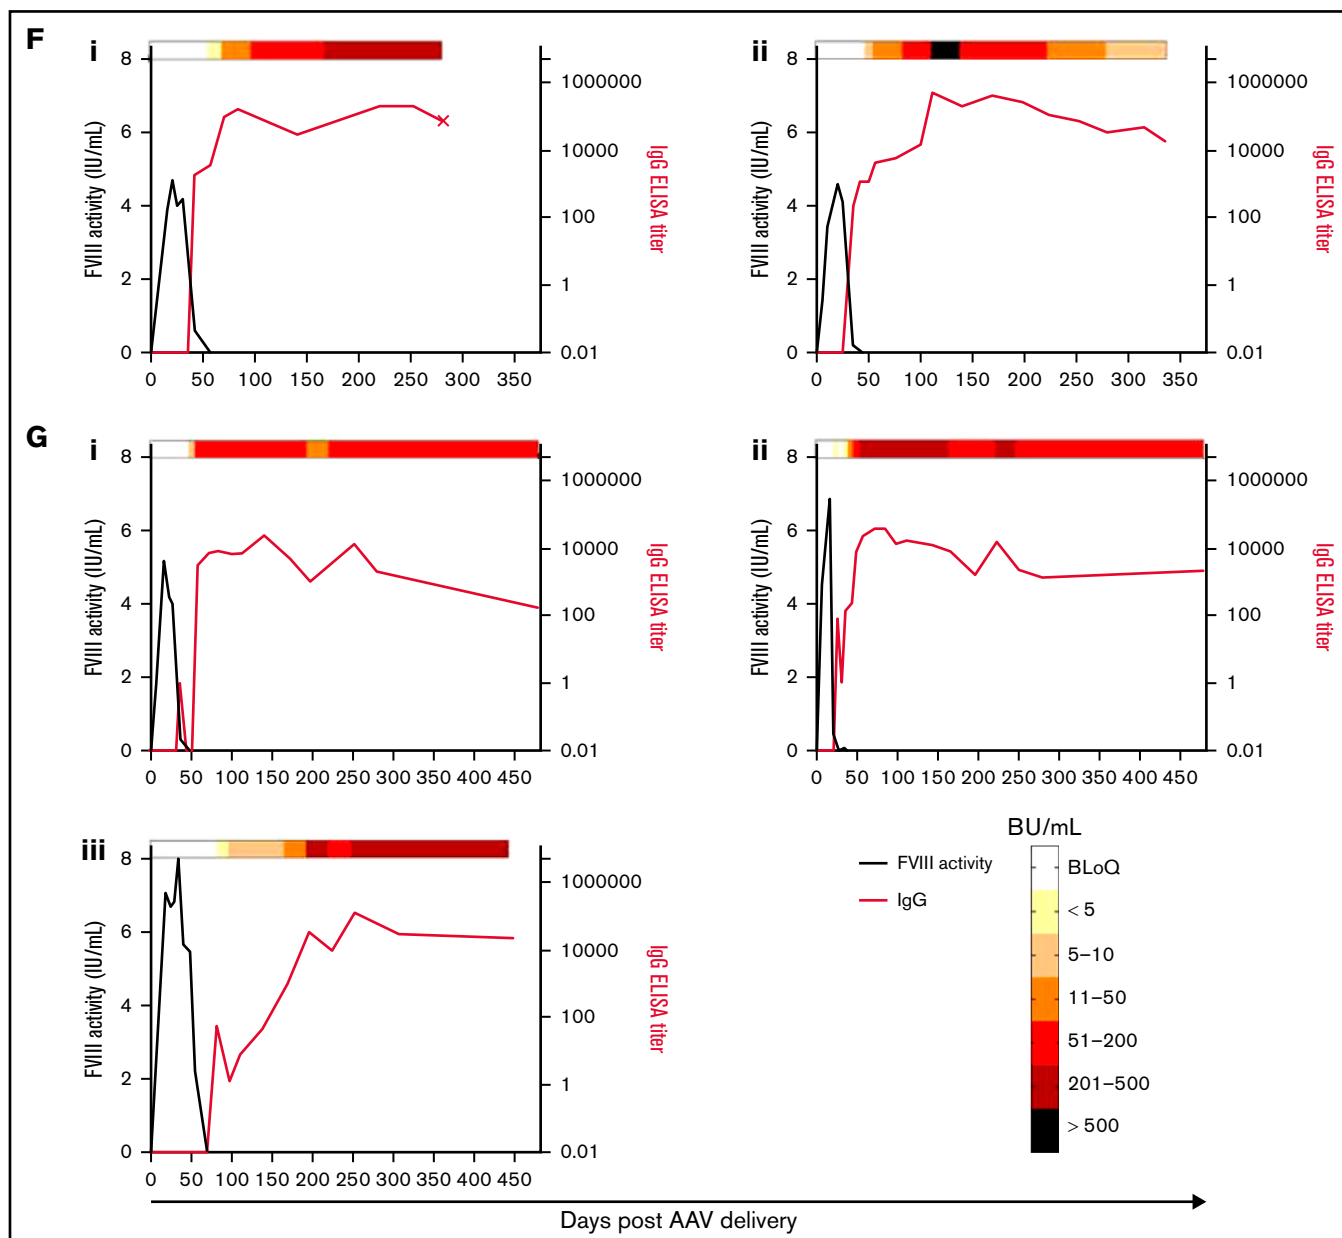 F
i
ii
8
6
4
2
0
FVIII activity (IU/mL)
1000000
10000
100
1
0.01
IgG ELISA titer
0 50 100 150 200 250 300 350
8
6
4
2
0
FVIII activity (IU/mL)
1000000
10000
100
1
0.01
IgG ELISA titer
0 50 100 150 200 250 300 350
G
i
ii
8
6
4
2
0
FVIII activity (IU/mL)
1000000
10000
100
1
0.01
IgG ELISA titer
0 50 100 150 200 250 300 350 400 450
8
6
4
2
0
FVIII activity (IU/mL)
1000000
10000
100
1
0.01
IgG ELISA titer
0 50 100 150 200 250 300 350 400 450
iii
8
6
4
2
0
FVIII activity (IU/mL)
1000000
10000
100
1
0.01
IgG ELISA titer
0 50 100 150 200 250 300 350 400 450
FVIII activity
IgG
BU/mL
BLoQ
< 5
5–10
11–50
51–200
201–500
> 500
Days post AAV delivery